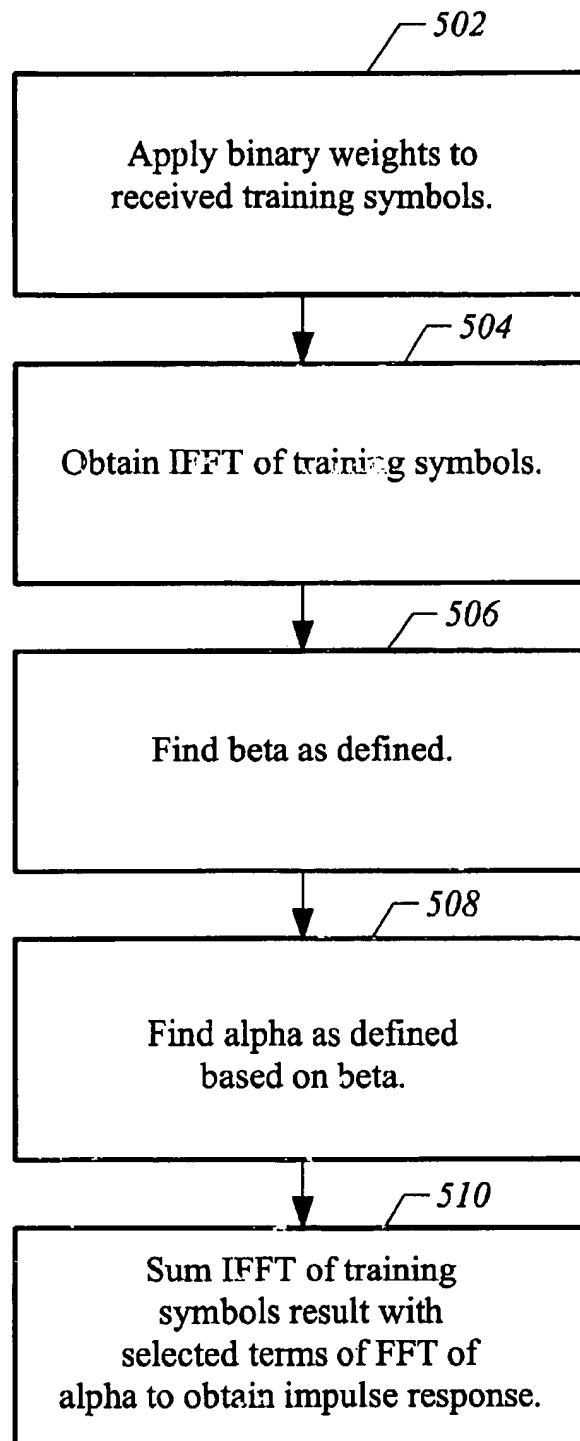 502
Apply binary weights to
received training symbols.
504
Obtain IFFT of training symbols.
506
Find beta as defined.
508
Find alpha as defined
based on beta.
510
Sum IFFT of training
symbols result with
selected terms of FFT of
alpha to obtain impulse response.